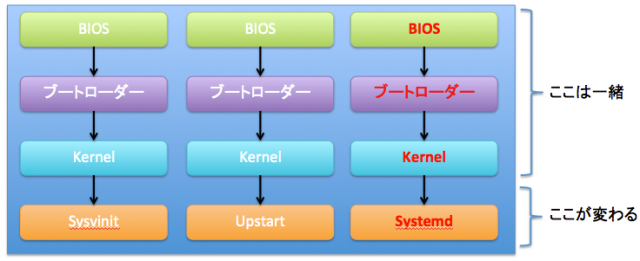 BIOS BIOS BIOS
ブートローダー ブートローダー ブートローダー
ここは一緒
Kernel Kernel Kernel
Sysvinit Upstart Systemd
ここが変わる